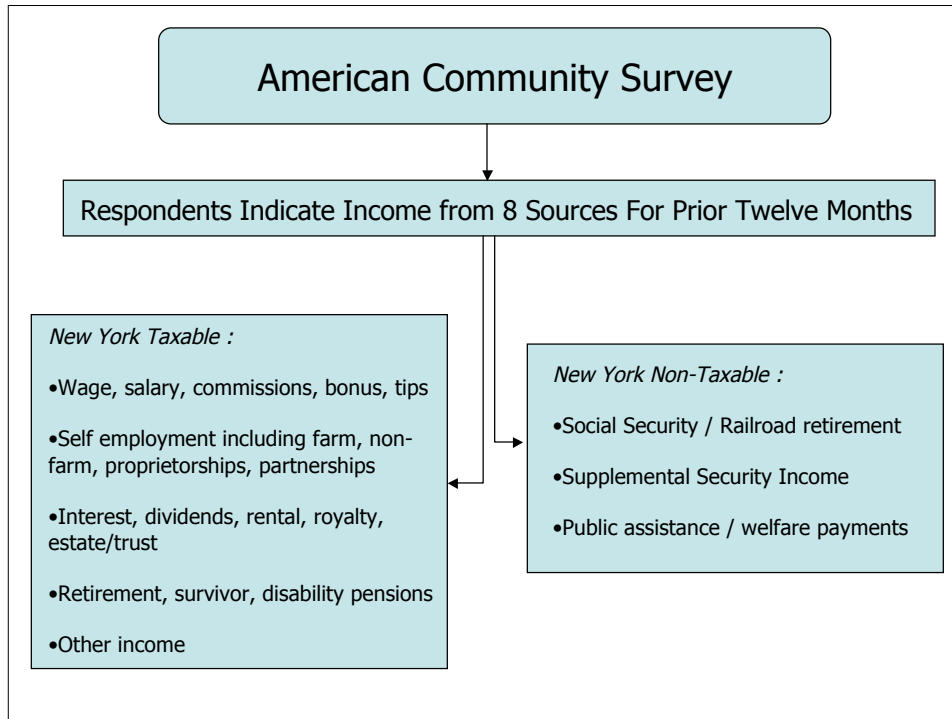 American Community Survey
Respondents Indicate Income from 8 Sources For Prior Twelve Months
New York Taxable :
•Wage, salary, commissions, bonus, tips
•Self employment including farm, non-
farm, proprietorships, partnerships
•Interest, dividends, rental, royalty,
estate/trust
•Retirement, survivor, disability pensions
•Other income
New York Non-Taxable :
•Social Security / Railroad retirement
•Supplemental Security Income
•Public assistance / welfare payments